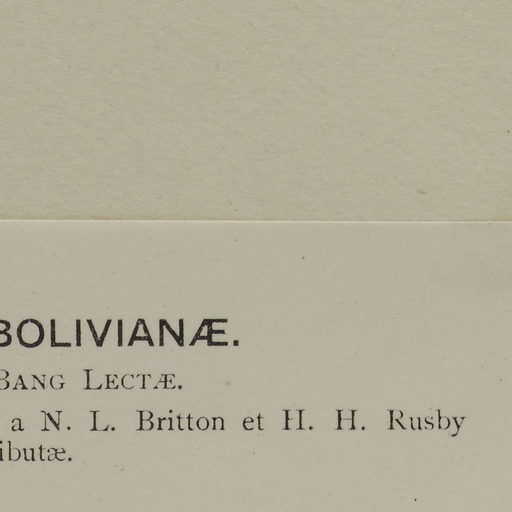 BOLIVIANÆ.
BANG LECTÆ.
a N. L. Britton et H. H. Rusby
ibutæ.